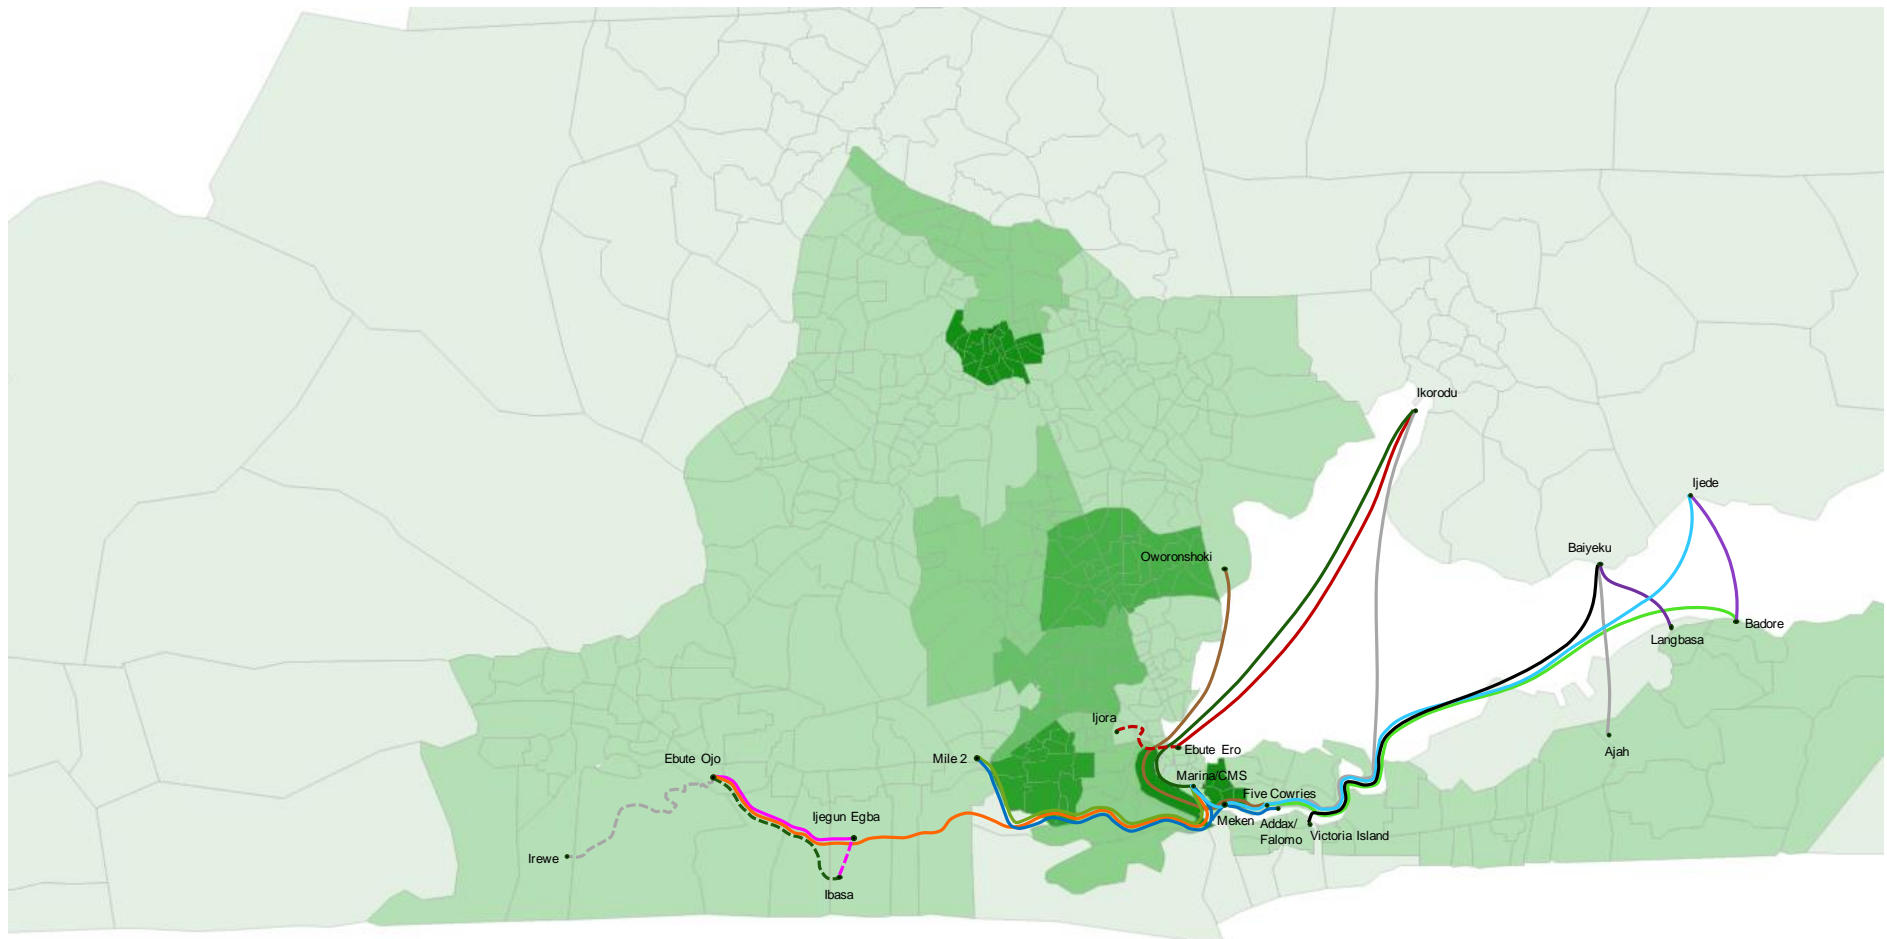 Ikorodu
Ijede
Baiyeku
Oworonshoki
Badore
Langbasa
Ijora
Ebute Ero
Ajah
Mile 2
Ebute Ojo
Marina/CMS
Five Cowries
Ijegun Egba
Meken
Addax/
Falomo
Victoria Island
Irewe
Ibasa